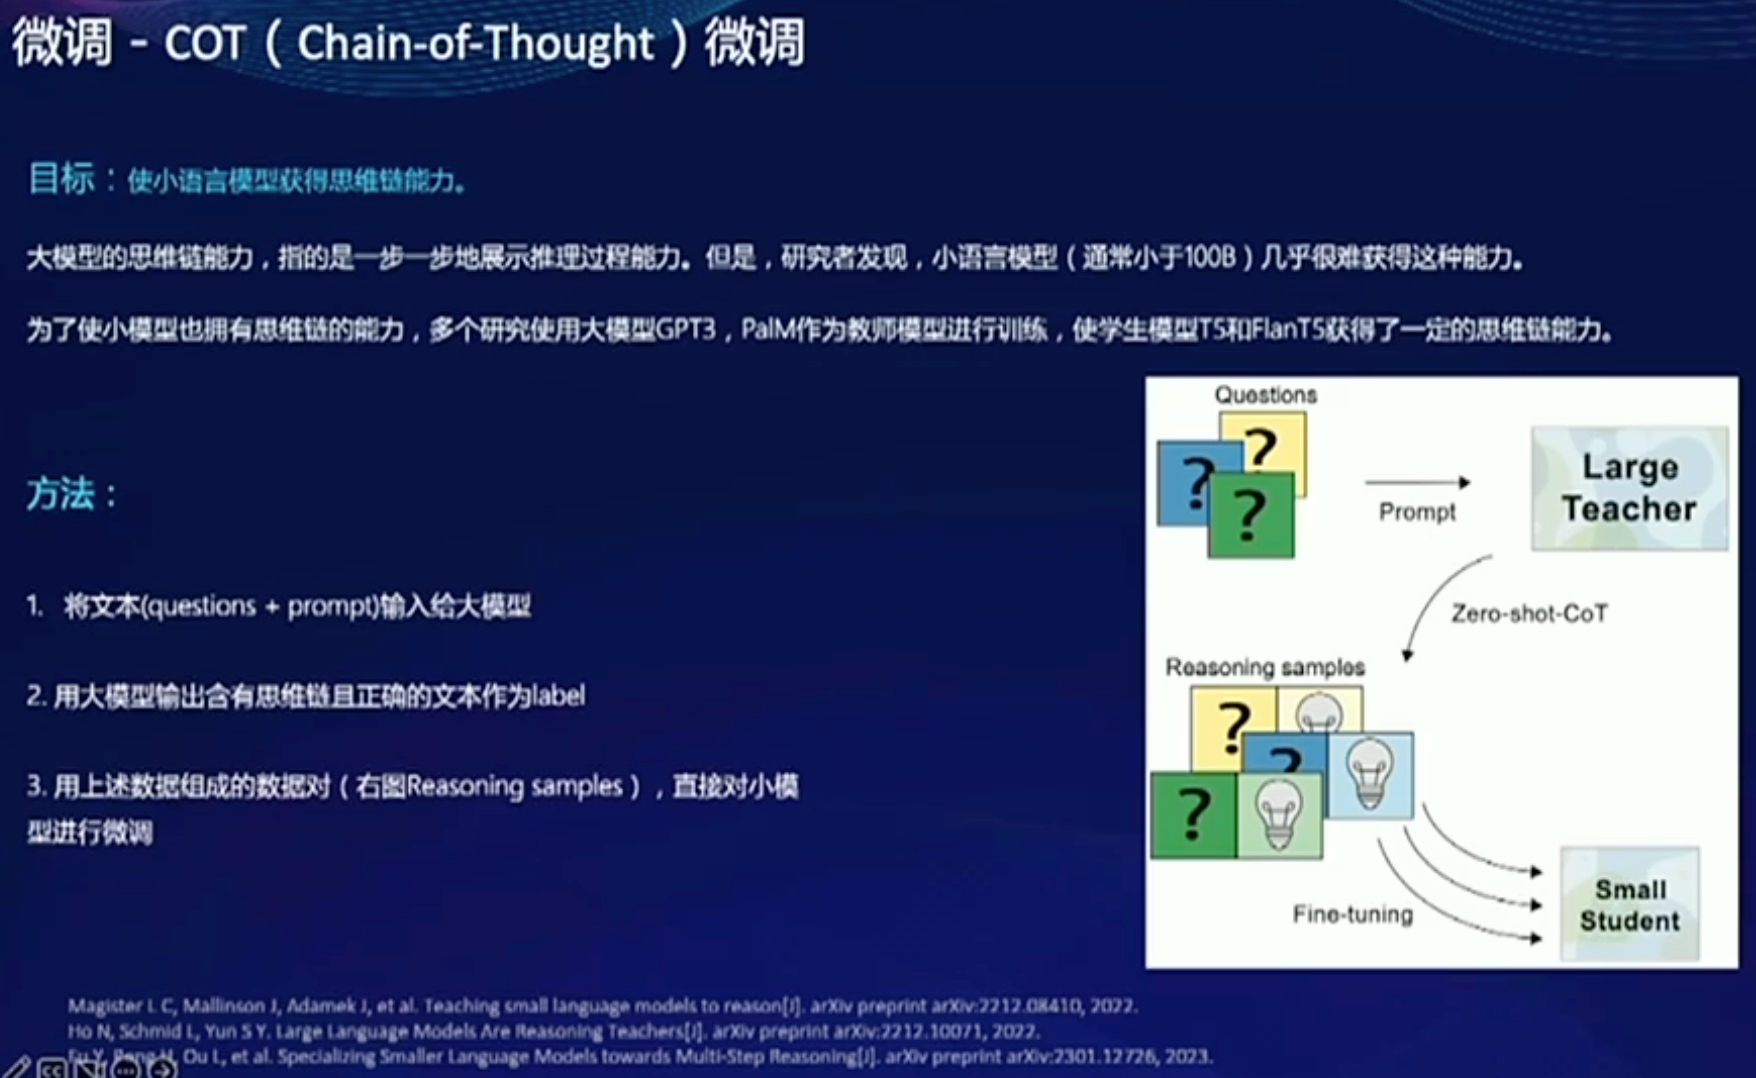 微调 - COT（Chain-of-Thought）微调
目标：使小语言模型获得思维链能力。
大模型的思维链能力，指的是一步一步地展示推理过程能力。但是，研究者发现，小语言模型（通常小于100B）几乎很难获得这种能力。
为了使小模型也拥有思维链的能力，多个研究使用大模型GPT3，PalM作为教师模型进行训练，使学生模型T5和FlanT5获得了一定的思维链能力。
方法：
1. 将文本(questions + prompt)输入给大模型
2. 用大模型输出含有思维链且正确的文本作为label
3. 用上述数据组成的数据对（右图Reasoning samples），直接对小模
型进行微调
Questions
? ? ?
Prompt
Large
Teacher
Zero-shot-CoT
Reasoning samples
? ? ?
Fine-tuning
Small
Student
Magister L C, Mallinson J, Adamek J, et al. Teaching small language models to reason[J]. arXiv preprint arXiv:2212.08410, 2022.
Ho N, Schmid L, Yun S Y. Large Language Models Are Reasoning Teachers[J]. arXiv preprint arXiv:2212.10071, 2022.
Ou L, et al. Specializing Smaller Language Models towards Multi-Step Reasoning[J]. arXiv preprint arXiv:2301.12726, 2023.